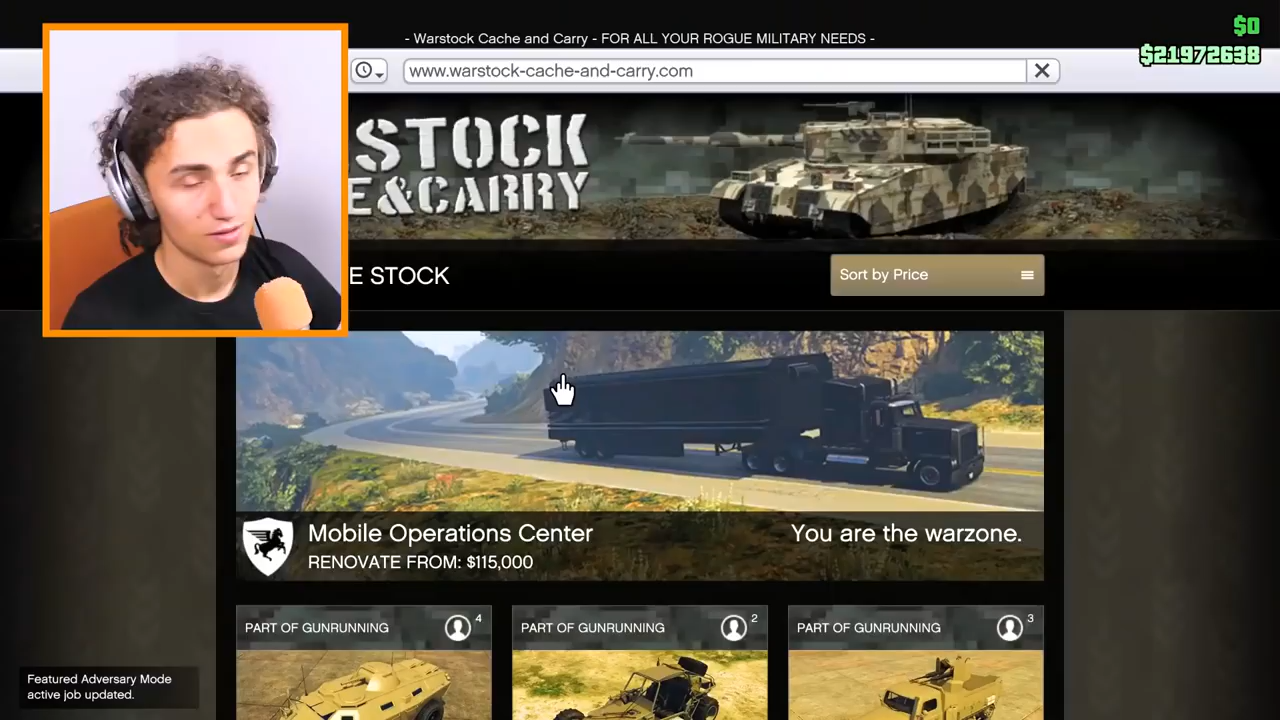 - Warstock Cache and Carry - FOR ALL YOUR ROGUE MILITARY NEEDS -
$0
$21972638
www.warstock-cache-and-carry.com
STOCK
E&CARRY
E STOCK
Sort by Price
Mobile Operations Center
You are the warzone.
RENOVATE FROM: $115,000
PART OF GUNRUNNING 4
PART OF GUNRUNNING 2
PART OF GUNRUNNING 3
Featured Adversary Mode
active job updated.